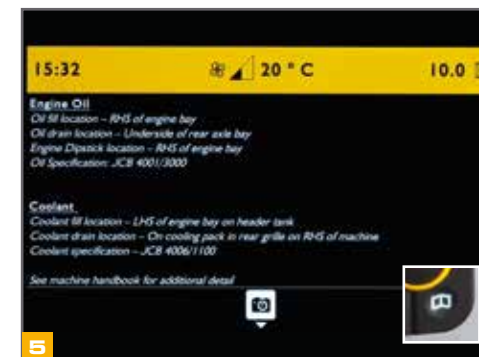 15:32 20 ° C 10.0
Engine Oil
Oil fill location – RHS of engine bay
Oil drain location – Underside of rear axle bay
Engine Dipstick location – RHS of engine bay
Oil Specification: JCB 4001/3000
Coolant
Coolant fill location – LHS of engine bay on header tank
Coolant drain location – On cooling pack in rear grille on RHS of machine
Coolant specification – JCB 4006/1100
See machine handbook for additional detail
5